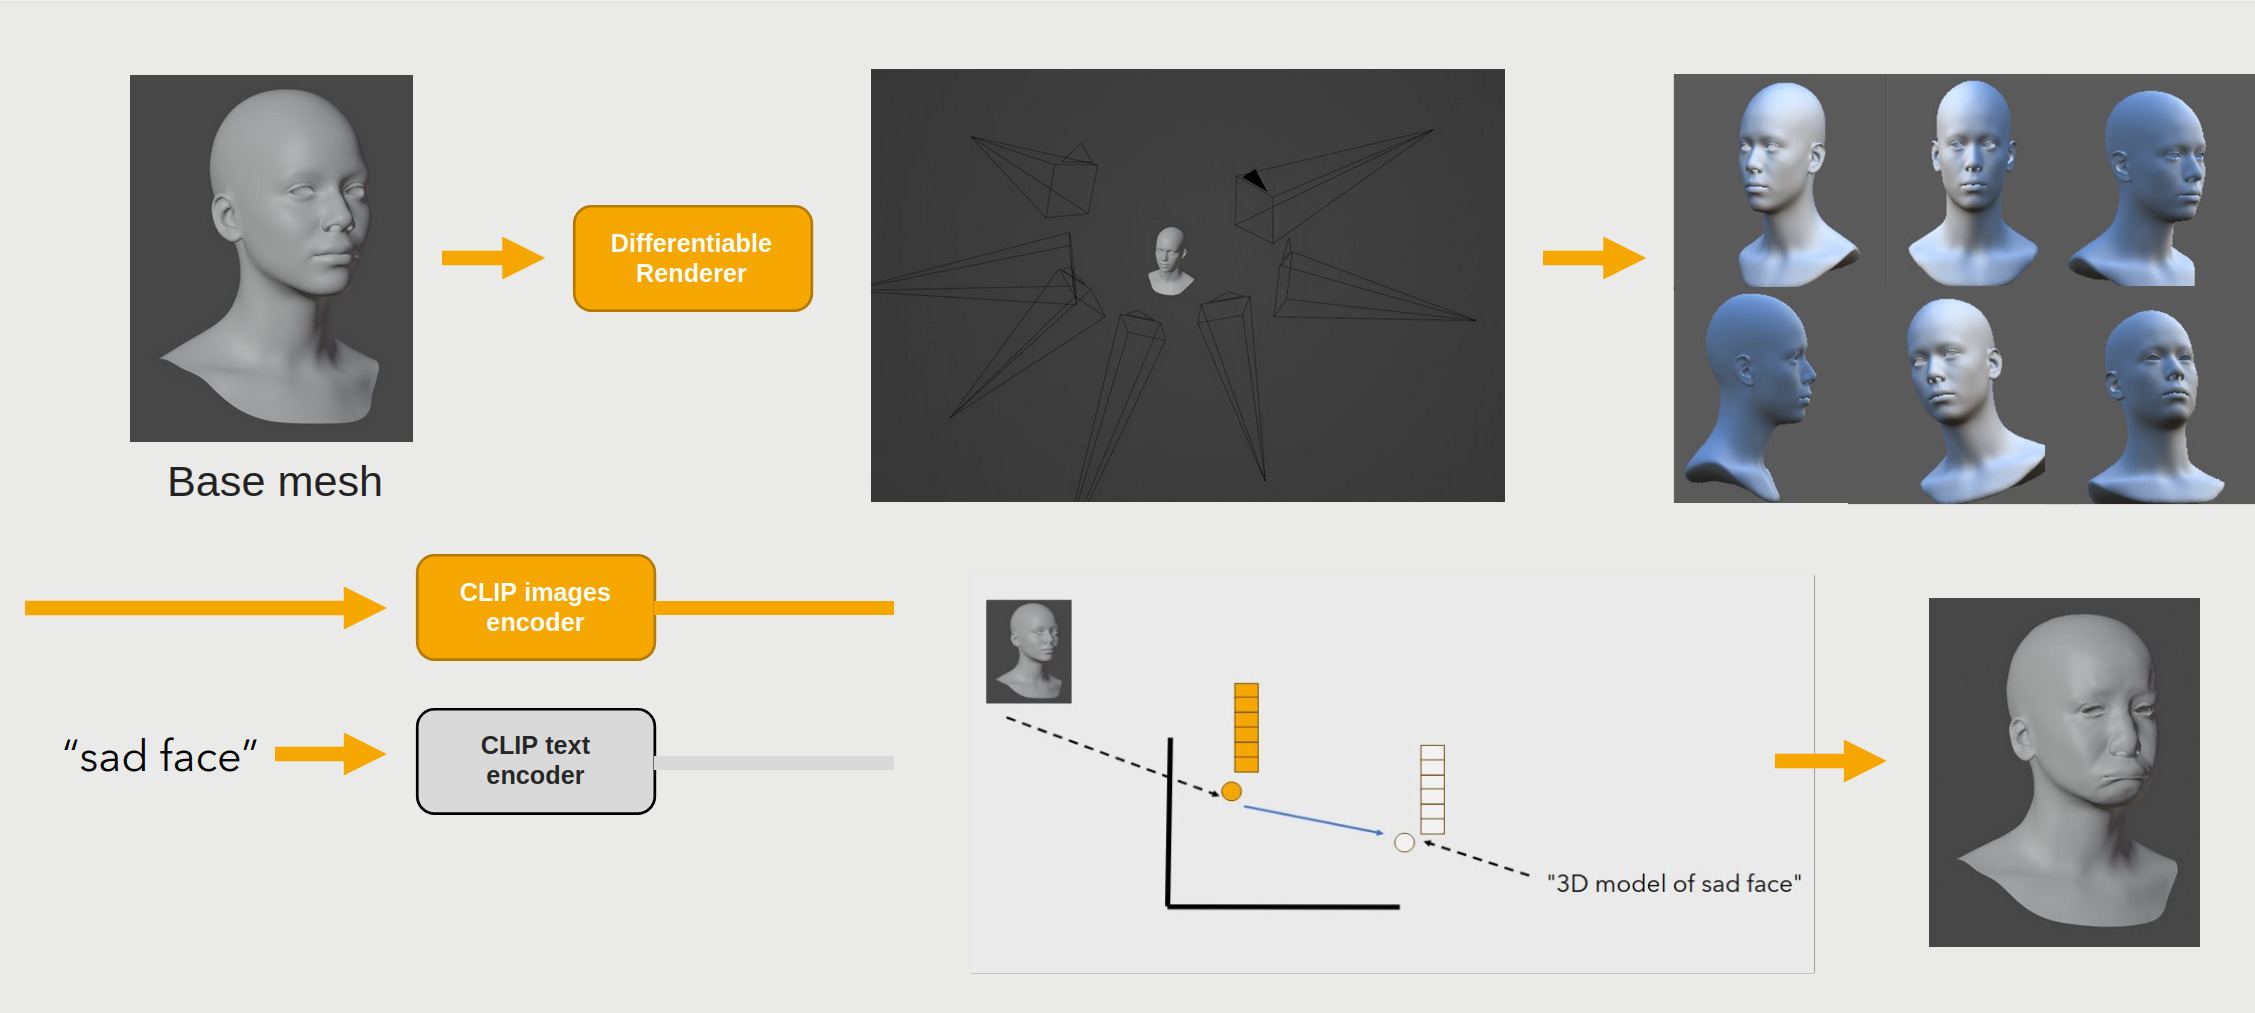 Differentiable
Renderer
Base mesh
CLIP images
encoder
“sad face”
CLIP text
encoder
"3D model of sad face"